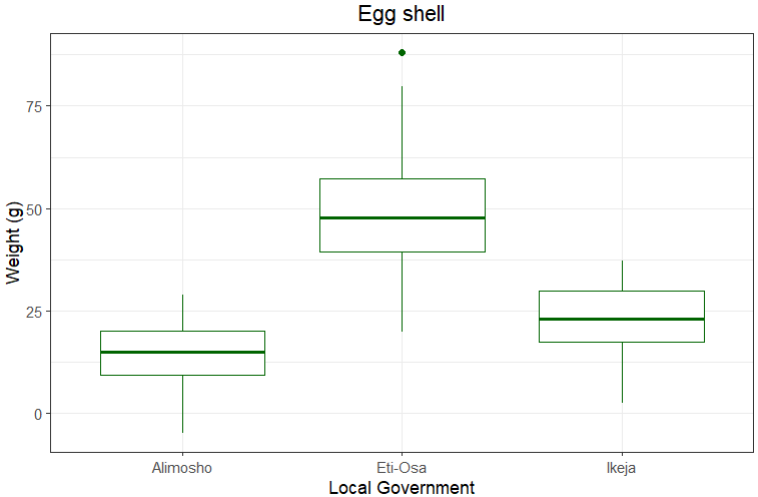 Egg shell
Weight (g)
75
50
25
0
Alimosho Eti-Osa Ikeja
Local Government